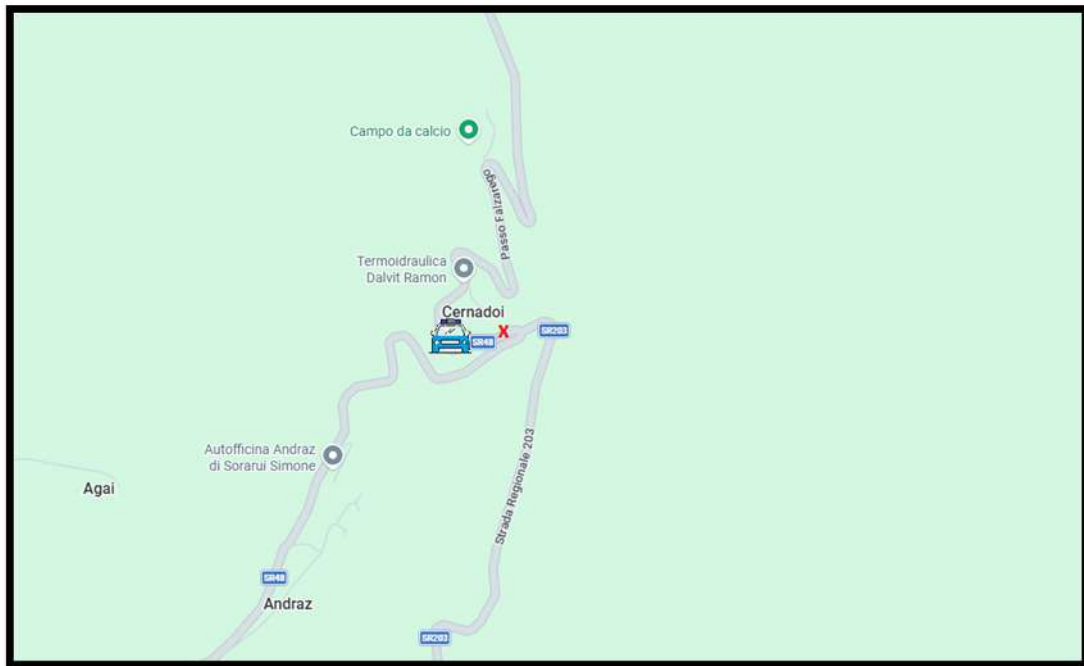 Campo da calcio
Passo Falzarego
Termoidraulica
Dalvit Ramon
Cernadoi
X
SR48
SR203
Autofficina Andraz
di Sorarui Simone
Strada Regionale 203
Agai
SR48
Andraz
SR203